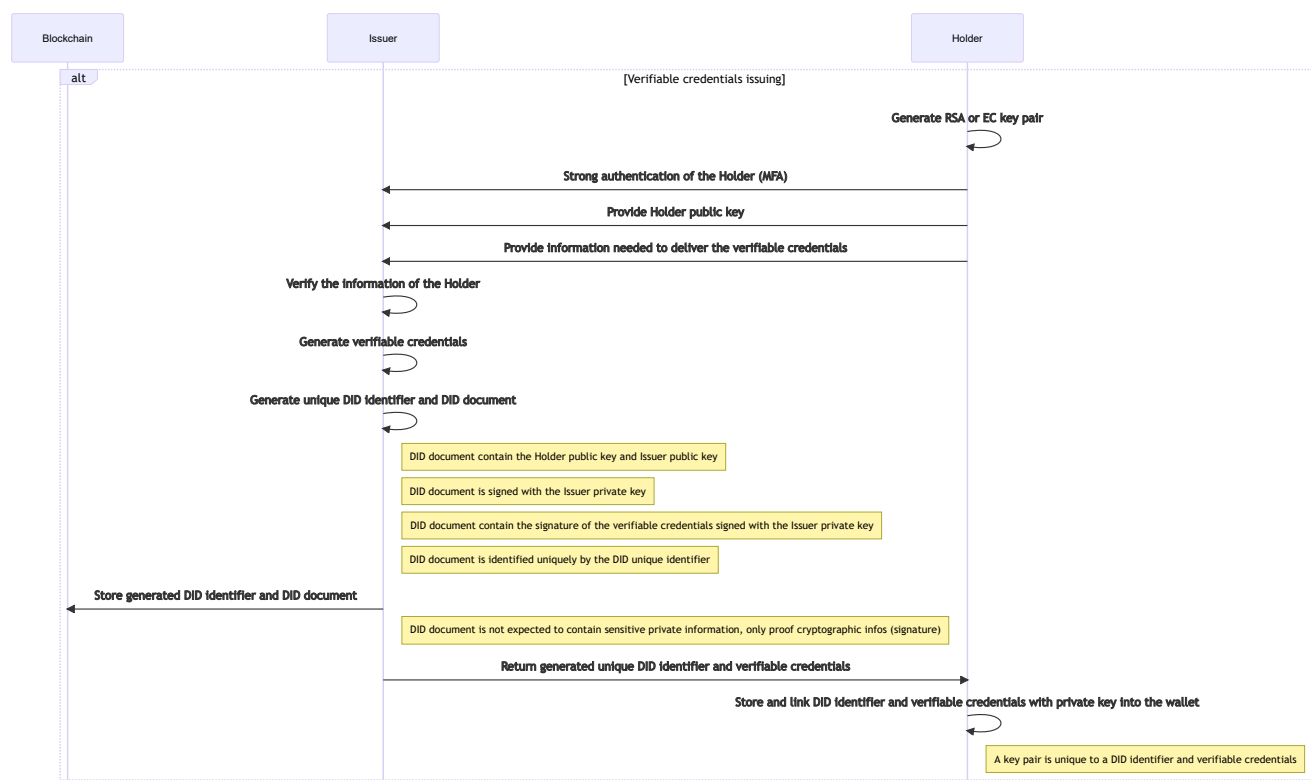 Blockchain
Issuer
Holder
alt
[Verifiable credentials issuing]
Generate RSA or EC key pair
Strong authentication of the Holder (MFA)
Provide Holder public key
Provide information needed to deliver the verifiable credentials
Verify the information of the Holder
Generate verifiable credentials
Generate unique DID identifier and DID document
DID document contain the Holder public key and Issuer public key
DID document is signed with the Issuer private key
DID document contain the signature of the verifiable credentials signed with the Issuer private key
DID document is identified uniquely by the DID unique identifier
Store generated DID identifier and DID document
DID document is not expected to contain sensitive private information, only proof cryptographic infos (signature)
Return generated unique DID identifier and verifiable credentials
Store and link DID identifier and verifiable credentials with private key into the wallet
A key pair is unique to a DID identifier and verifiable credentials